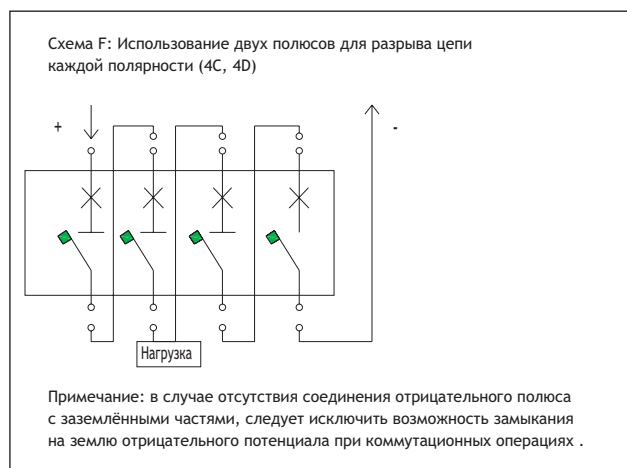 Схема F: Использование двух полюсов для разрыва цепи
каждой полярности (4C, 4D)
+
-
Нагрузка
Примечание: в случае отсутствия соединения отрицательного полюса
с заземлёнными частями, следует исключить возможность замыкания
на землю отрицательного потенциала при коммутационных операциях .